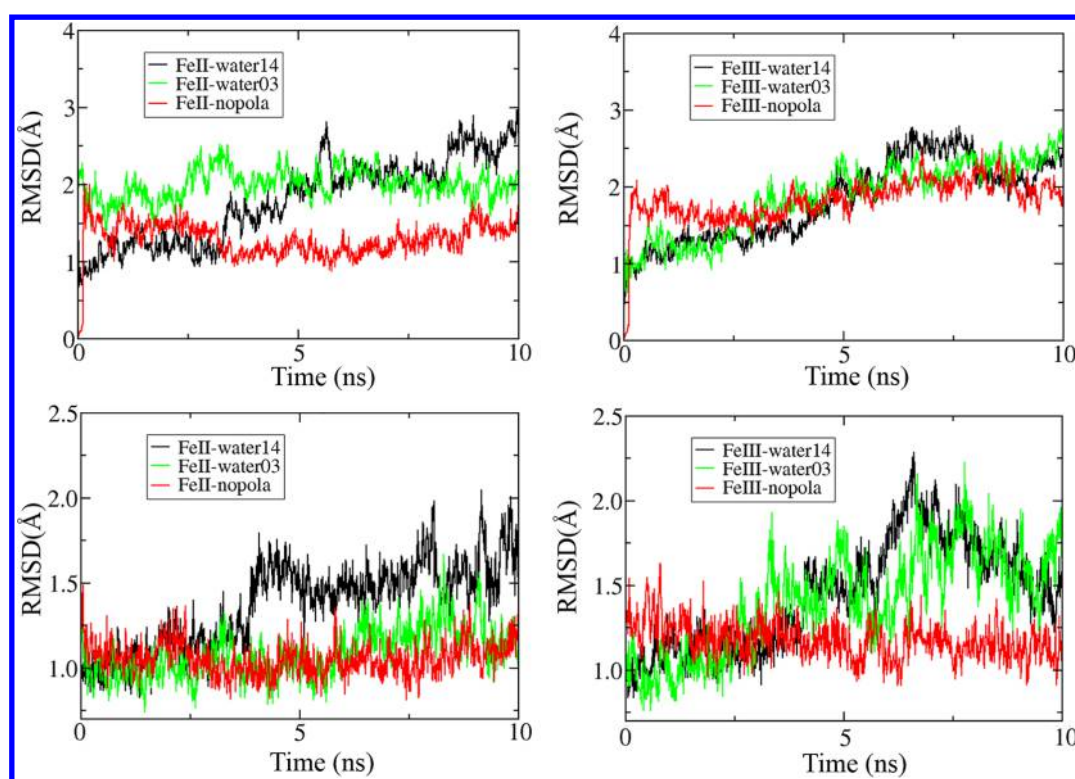 4
3
2
1
0
RMSD(Å)
FeII-water14
FeII-water03
FeII-nopola
0 5 10
Time (ns)
4
3
2
1
0
RMSD(Å)
FeIII-water14
FeIII-water03
FeIII-nopola
0 5 10
Time (ns)
2.5
2.0
1.5
1.0
RMSD(Å)
FeII-water14
FeII-water03
FeII-nopola
0 5 10
Time (ns)
2.5
2.0
1.5
1.0
RMSD(Å)
FeIII-water14
FeIII-water03
FeIII-nopola
0 5 10
Time (ns)